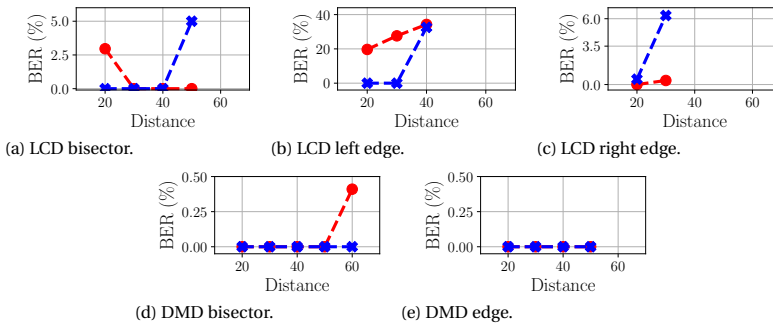 5.0
2.5
0.0
BER (%)
20 40 60
Distance
(a) LCD bisector.
40
20
0
BER (%)
20 40 60
Distance
(b) LCD left edge.
6.0
3.5
0.0
BER (%)
20 40 60
Distance
(c) LCD right edge.
0.50
0.25
0.00
BER (%)
20 40 60
Distance
(d) DMD bisector.
0.50
0.25
0.00
BER (%)
20 40 60
Distance
(e) DMD edge.